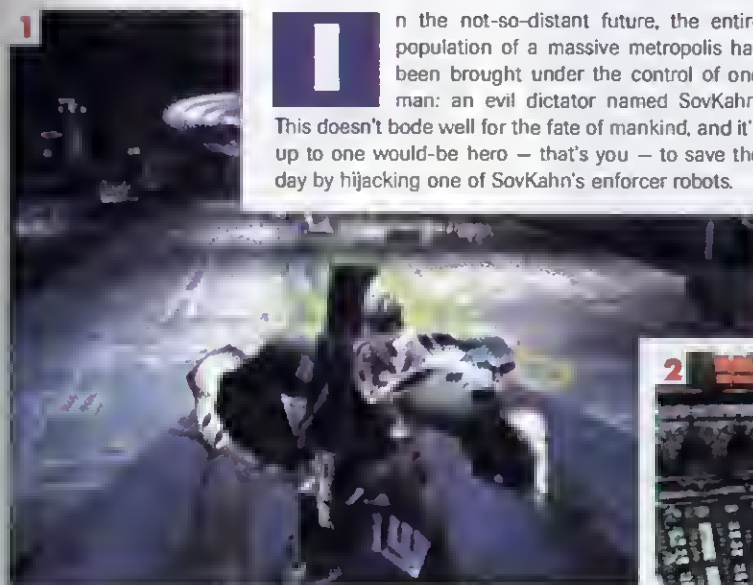 1
In the not-so-distant future, the entir
population of a massive metropolis ha
been brought under the control of on
man: an evil dictator named SovKahn
This doesn't bode well for the fate of mankind, and it'
up to one would-be hero — that's you — to save the
day by hijacking one of SovKahn's enforcer robots.
2